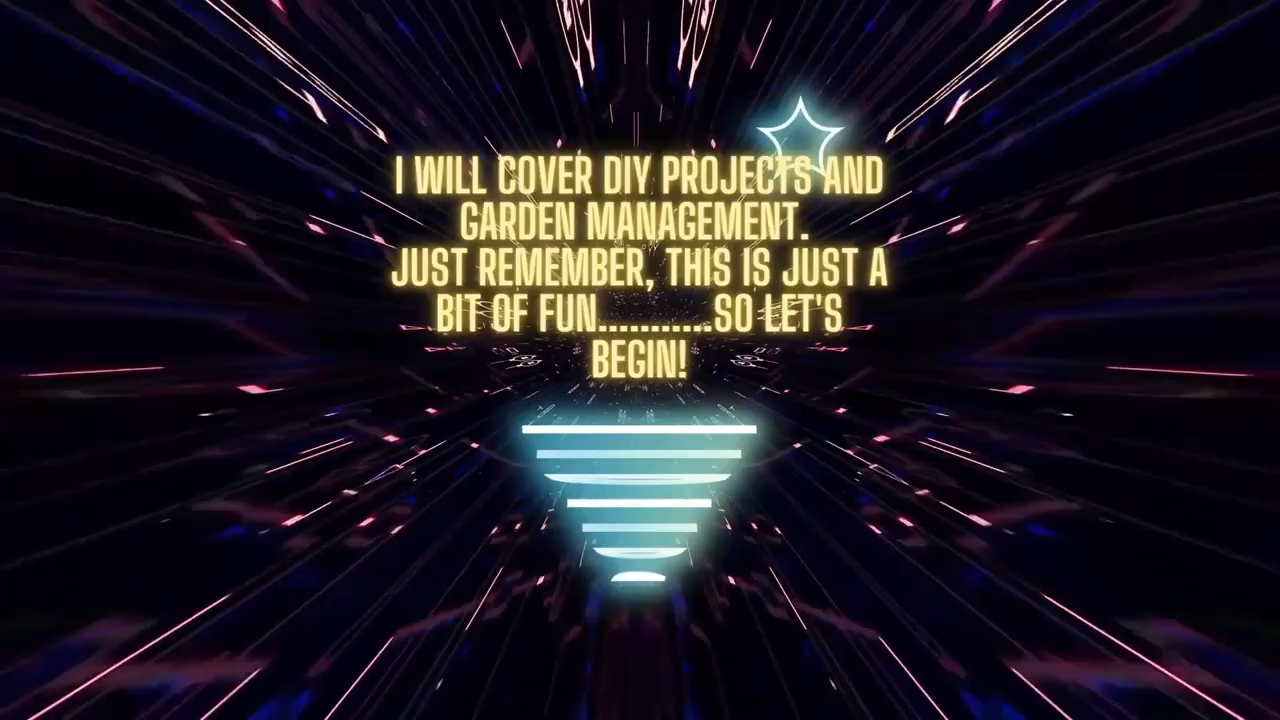 I WILL COVER DIY PROJECTS AND
GARDEN MANAGEMENT.
JUST REMEMBER, THIS IS JUST A
BIT OF FUN...........SO LET'S
BEGIN!